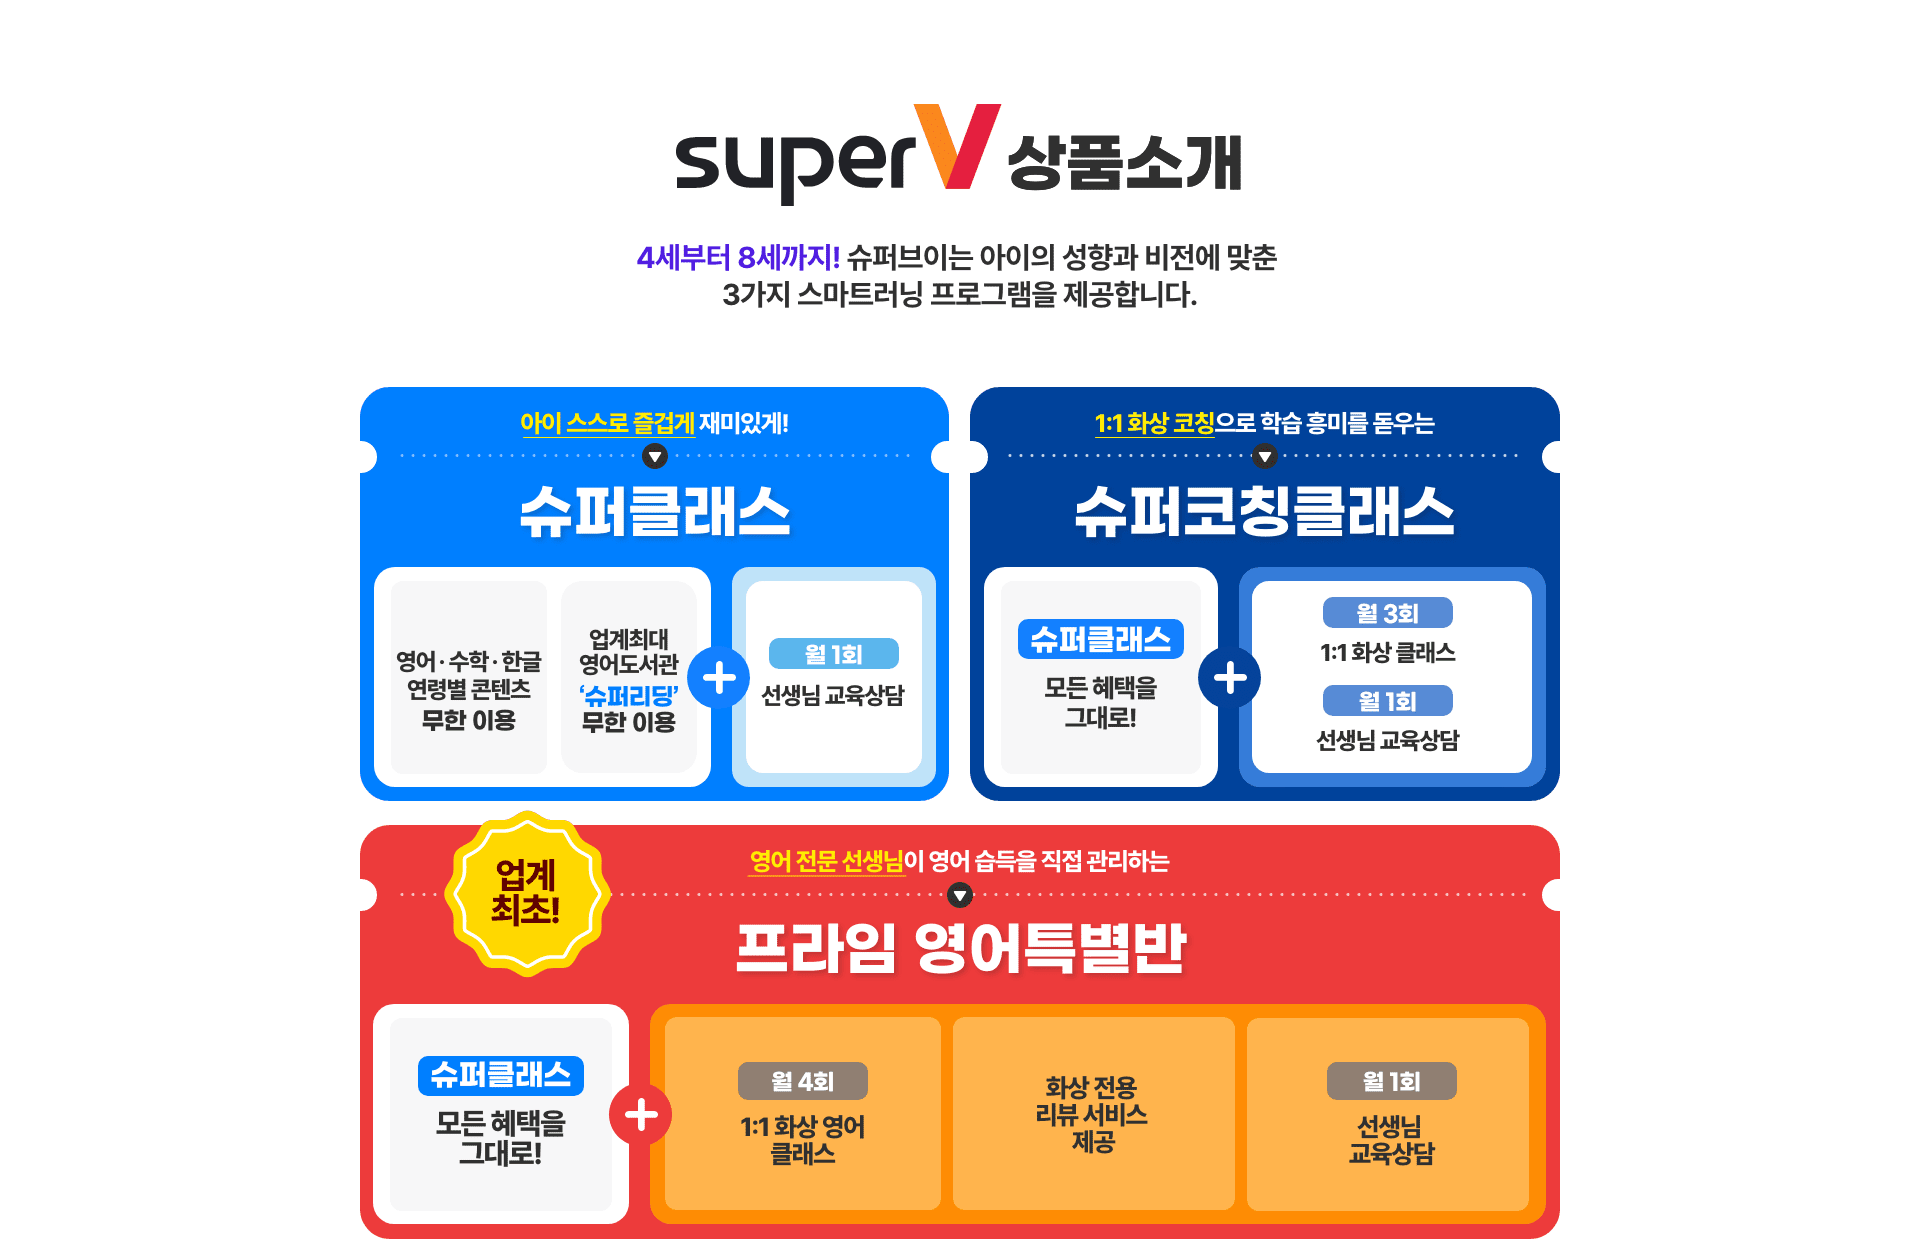 superV 상품소개
4세부터 8세까지! 슈퍼브이는 아이의 성향과 비전에 맞춘
3가지 스마트러닝 프로그램을 제공합니다.
아이 스스로 즐겁게 재미있게!
슈퍼클래스
영어 · 수학 · 한글
연령별 콘텐츠
무한 이용
업계최대
영어도서관
‘슈퍼리딩’
무한 이용
월 1회
선생님 교육상담
1:1 화상 코칭으로 학습 흥미를 돋우는
슈퍼코칭클래스
슈퍼클래스
모든 혜택을
그대로!
월 3회
1:1 화상 클래스
월 1회
선생님 교육상담
업계
최초!
영어 전문 선생님이 영어 습득을 직접 관리하는
프라임 영어특별반
슈퍼클래스
모든 혜택을
그대로!
월 4회
1:1 화상 영어
클래스
화상 전용
리뷰 서비스
제공
월 1회
선생님
교육상담